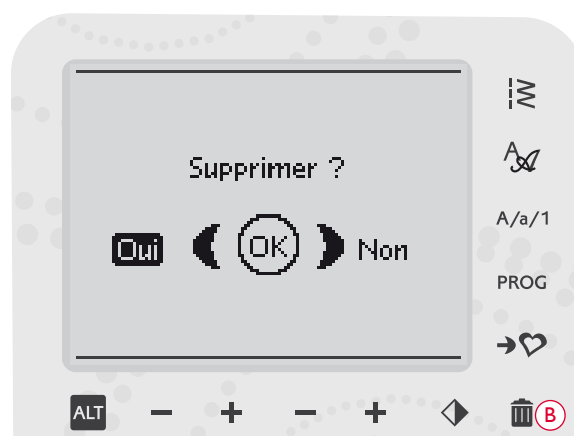 Supprimer ?
Oui OK Non
A
A/a/1
PROG
ALT - + - + B